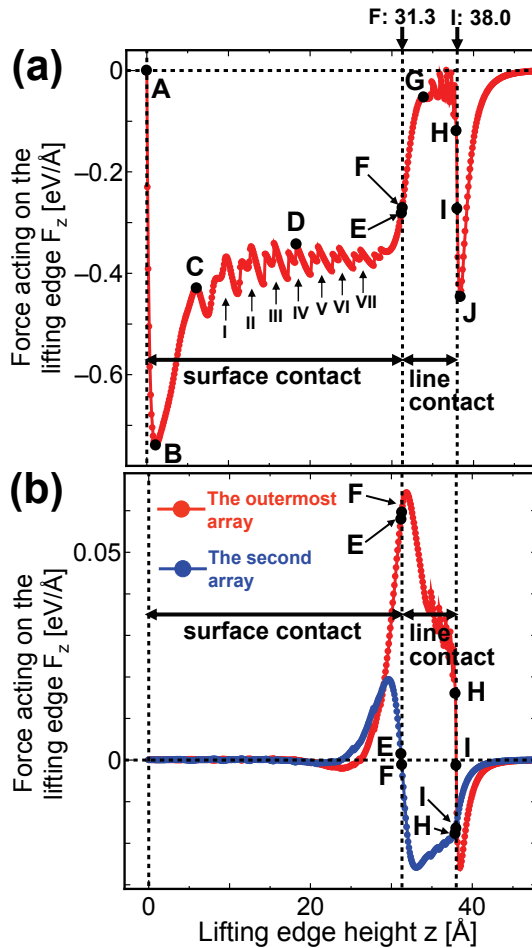 F: 31.3 I: 38.0
(a)
0
−0.2
−0.4
−0.6
Force acting on the
lifting edge F_z [eV/Å]
A
B
C
D
E
F
G
H
I
J
I II III IV V VI VII
surface contact
line
contact
(b)
The outermost
array
The second
array
0.05
0
Force acting on the
lifting edge F_z [eV/Å]
F
E
surface contact
line
contact
H
E
F
I
I
H
0 20 40
Lifting edge height z [Å]